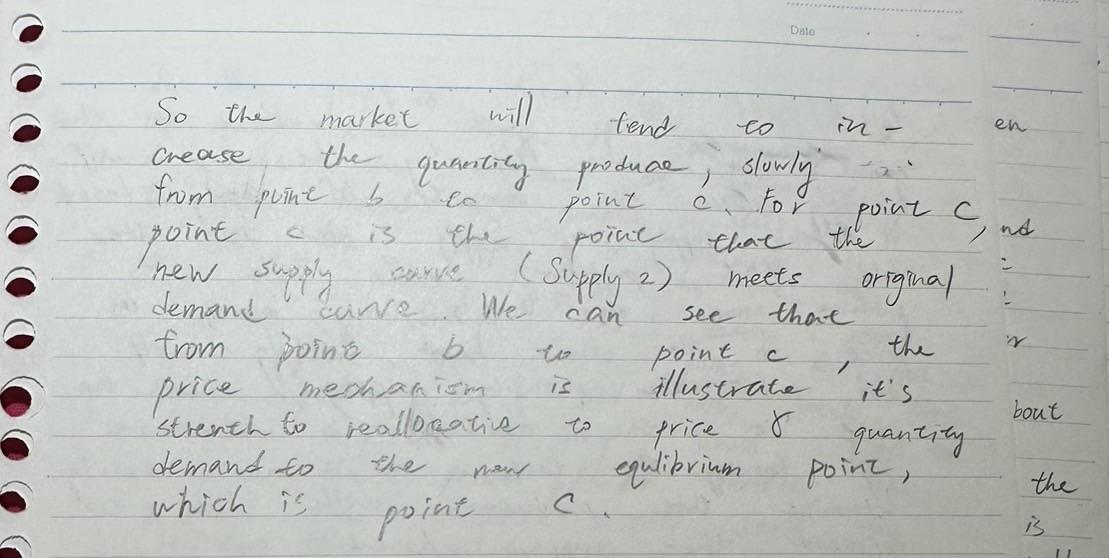 Date
So the market will tend to in-
crease the quantity produce, slowly
from point b to point c. For point C,
point c is the point that the
new supply curve (Supply 2) meets original
demand curve. We can see that
from point b to point c, the
price mechanism is illustrate it's
strenth to reallocative to price & quantity
demand to the new equlibrium point,
which is point C.
en
nd
bout
the
is